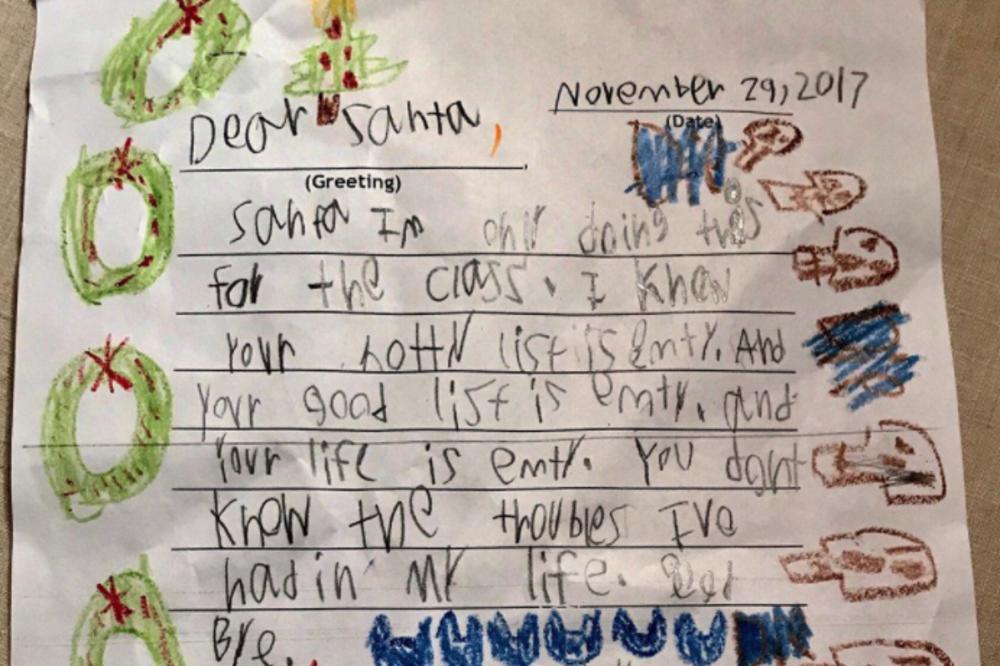 November 29, 2017
(Date)
Dear Santa,
(Greeting)
Santa Im only doing this
for the class. I Know
Your notty list is emty. And
Your good list is emty. and
Your life is emty. You dont
Know the troubles Ive
had in my life.
Bye.